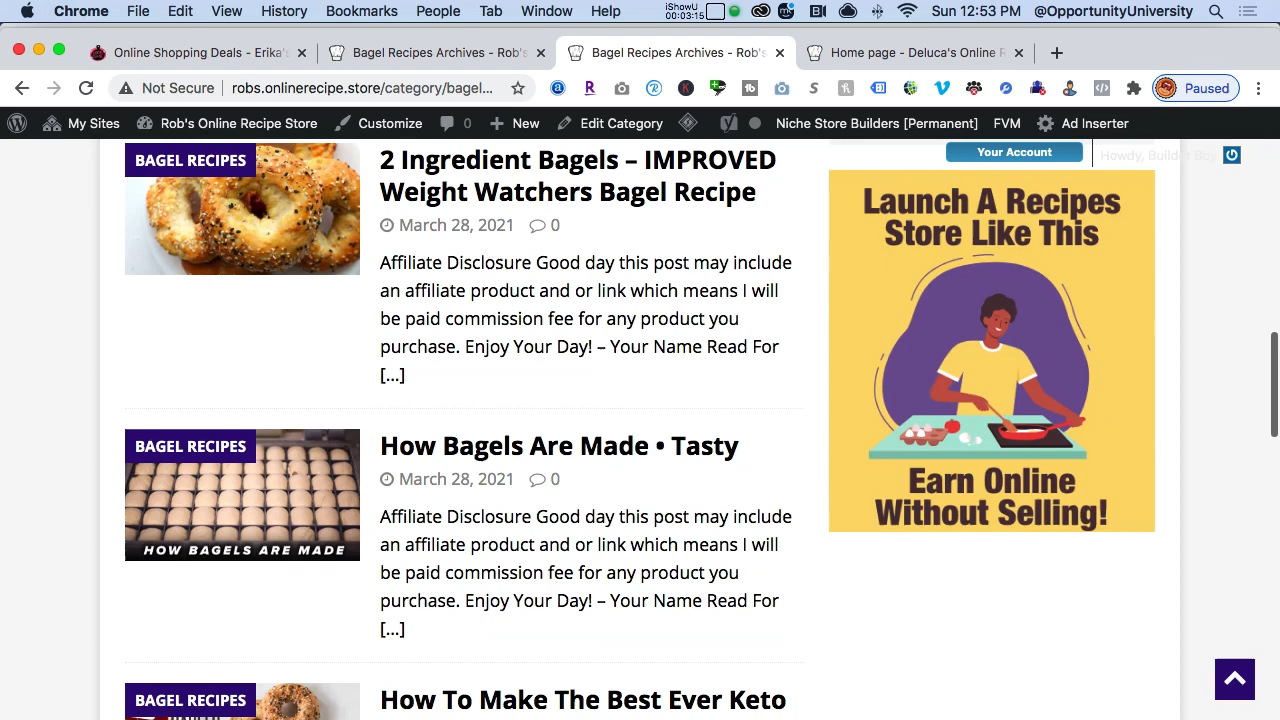 Chrome File Edit View History Bookmarks People Tab Window Help iShowU 00:03:15 Sun 12:53 PM @OpportunityUniversity
Online Shopping Deals - Erika's
Bagel Recipes Archives - Rob's
Bagel Recipes Archives - Rob's
Home page - Deluca's Online R
Not Secure robs.onlinerecipe.store/category/bagel... Paused
My Sites Rob's Online Recipe Store Customize 0 New Edit Category Niche Store Builders [Permanent] FVM Ad Inserter
Your Account
Howdy, Builder Buy
BAGEL RECIPES
2 Ingredient Bagels – IMPROVED
Weight Watchers Bagel Recipe
March 28, 2021 0
Affiliate Disclosure Good day this post may include
an affiliate product and or link which means I will
be paid commission fee for any product you
purchase. Enjoy Your Day! – Your Name Read For
[...]
BAGEL RECIPES
HOW BAGELS ARE MADE
How Bagels Are Made • Tasty
March 28, 2021 0
Affiliate Disclosure Good day this post may include
an affiliate product and or link which means I will
be paid commission fee for any product you
purchase. Enjoy Your Day! – Your Name Read For
[...]
BAGEL RECIPES
How To Make The Best Ever Keto
Launch A Recipes
Store Like This
Earn Online
Without Selling!